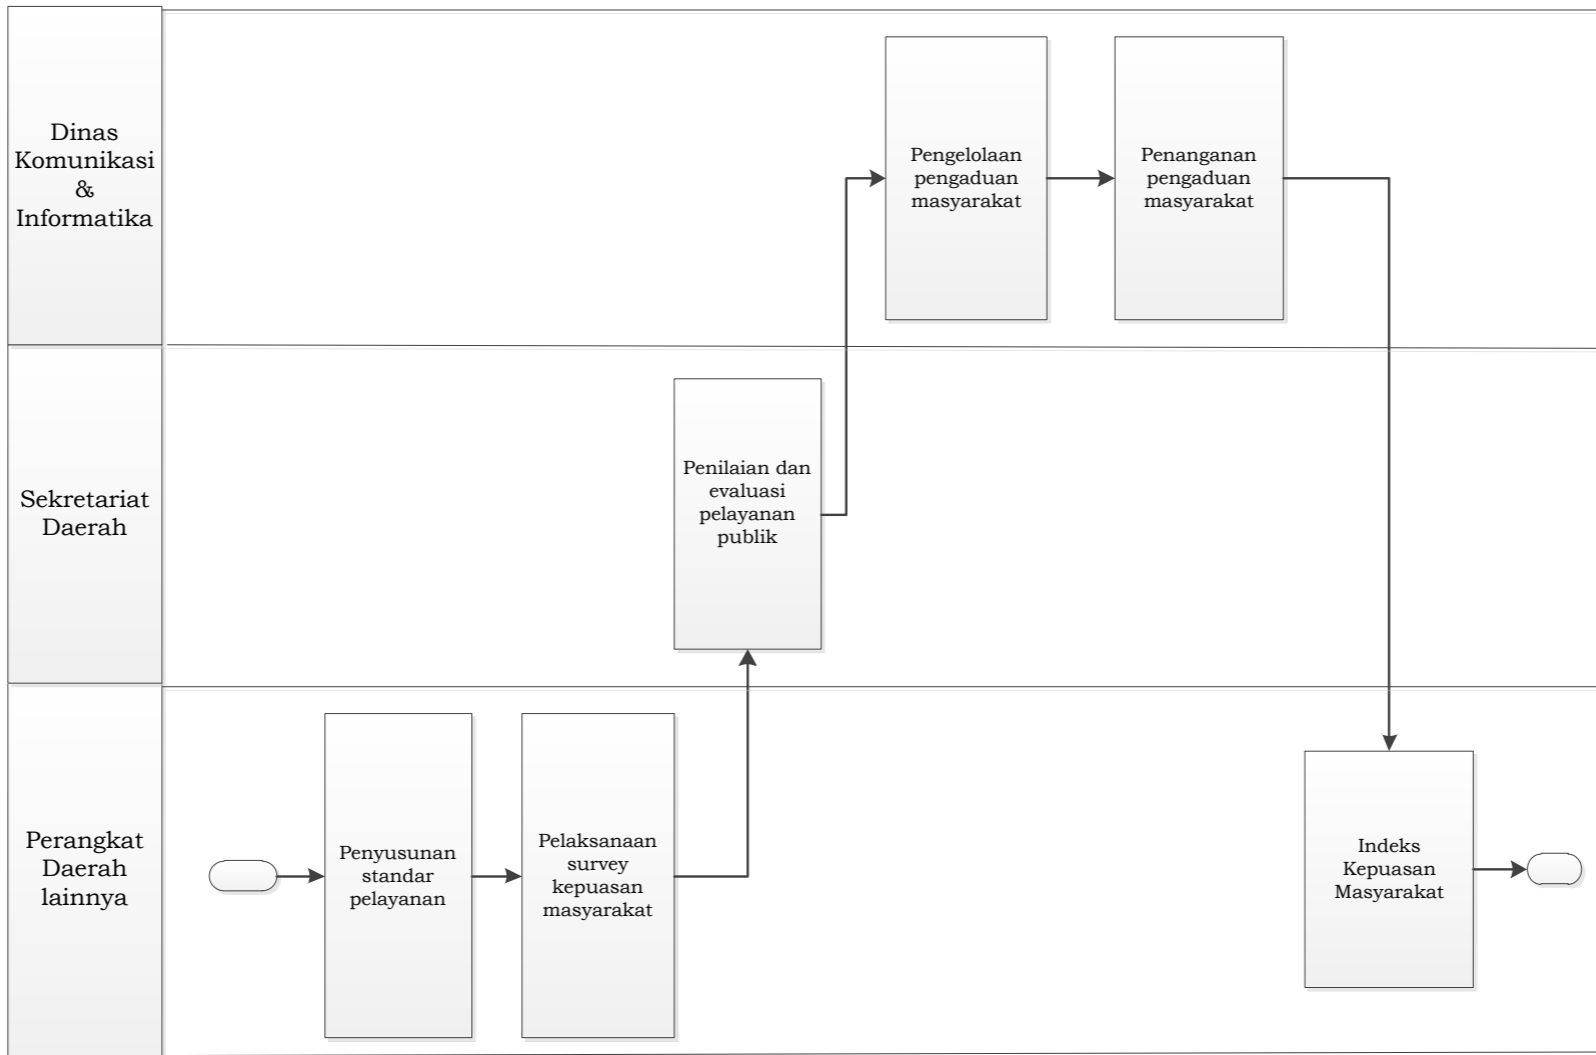 Dinas
Komunikasi
&
Informatika
Pengelolaan
pengaduan
masyarakat
Penanganan
pengaduan
masyarakat
Sekretariat
Daerah
Penilaian dan
evaluasi
pelayanan
publik
Perangkat
Daerah
lainnya
Penyusunan
standar
pelayanan
Pelaksanaan
survey
kepuasan
masyarakat
Indeks
Kepuasan
Masyarakat